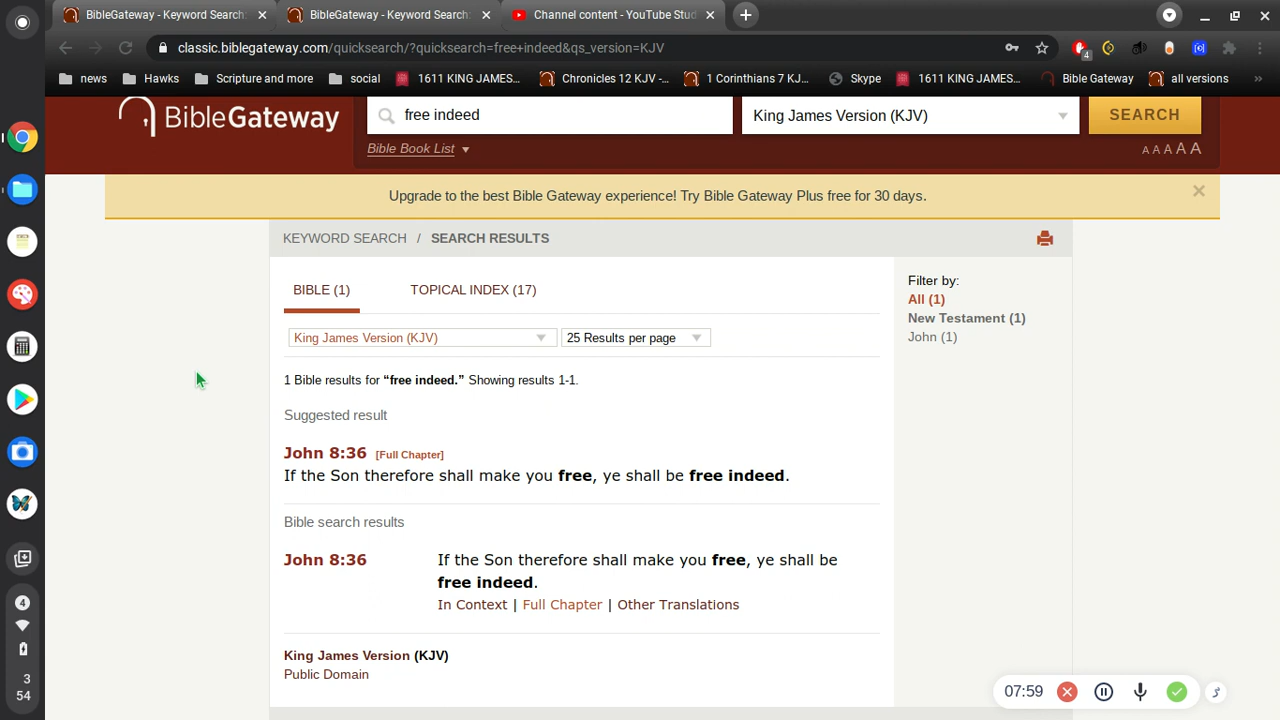 BibleGateway - Keyword Search:
BibleGateway - Keyword Search:
Channel content - YouTube Stud
classic.biblegateway.com/quicksearch/?quicksearch=free+indeed&qs_version=KJV
4
news
Hawks
Scripture and more
social
1611 KING JAMES...
Chronicles 12 KJV -...
1 Corinthians 7 KJ...
Skype
1611 KING JAMES...
Bible Gateway
all versions
»
BibleGateway
free indeed
King James Version (KJV)
SEARCH
Bible Book List
A A A A A
Upgrade to the best Bible Gateway experience! Try Bible Gateway Plus free for 30 days.
KEYWORD SEARCH / SEARCH RESULTS
BIBLE (1)
TOPICAL INDEX (17)
King James Version (KJV)
25 Results per page
1 Bible results for “free indeed.” Showing results 1-1.
Suggested result
John 8:36 [Full Chapter]
If the Son therefore shall make you free, ye shall be free indeed.
Bible search results
John 8:36
If the Son therefore shall make you free, ye shall be
free indeed.
In Context | Full Chapter | Other Translations
King James Version (KJV)
Public Domain
Filter by:
All (1)
New Testament (1)
John (1)
4
3
54
07:59